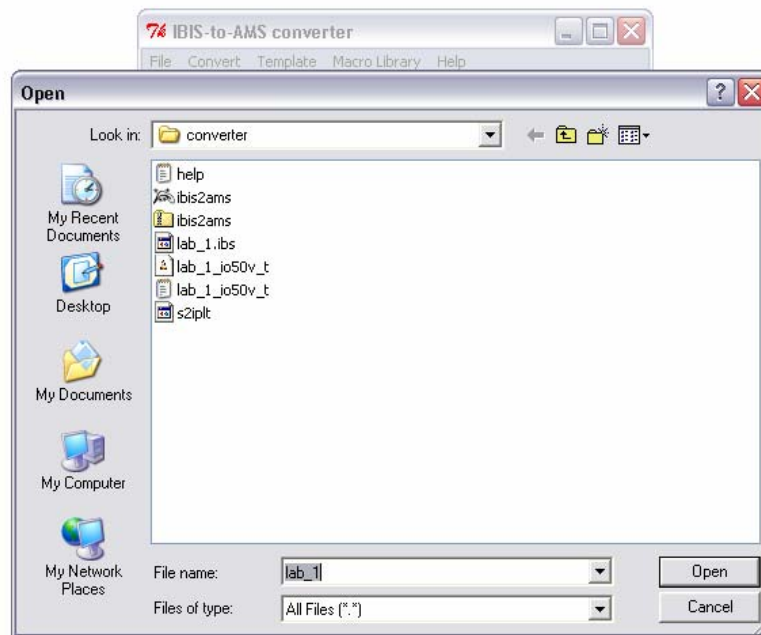 7k IBIS-to-AMS converter
File Convert Template Macro Library Help
Open
Look in: converter
My Recent
Documents
Desktop
My Documents
My Computer
My Network
Places
help
ibis2ams
ibis2ams
lab_1.ibs
lab_1_io50v_t
lab_1_io50v_t
s2iplt
File name: lab_1
Open
Files of type: All Files (*.*)
Cancel